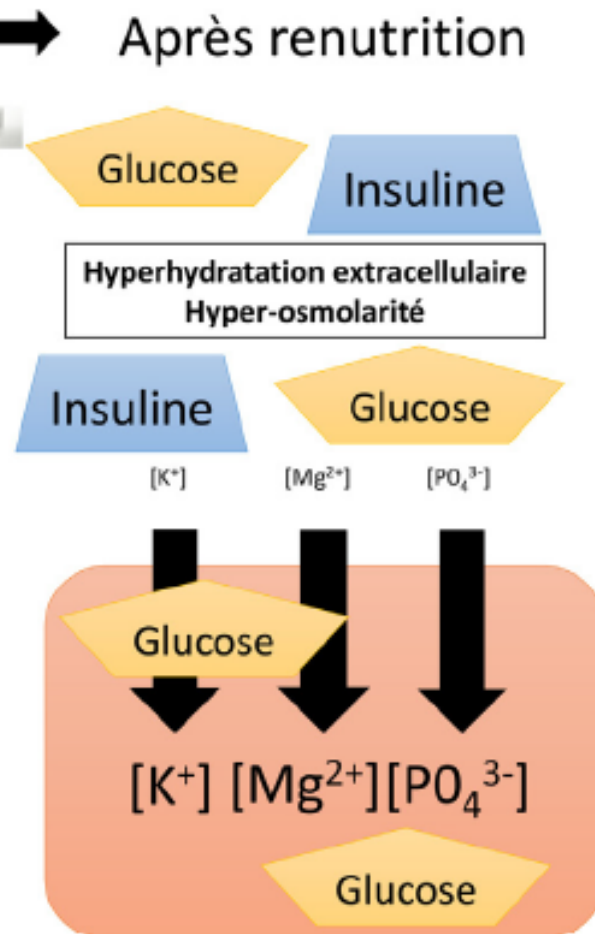 Après renutrition
Glucose
Insuline
Hyperhydratation extracellulaire
Hyper-osmolarité
Insuline
Glucose
[K⁺] [Mg²⁺] [PO₄³⁻]
Glucose
[K⁺] [Mg²⁺][PO₄³⁻]
Glucose